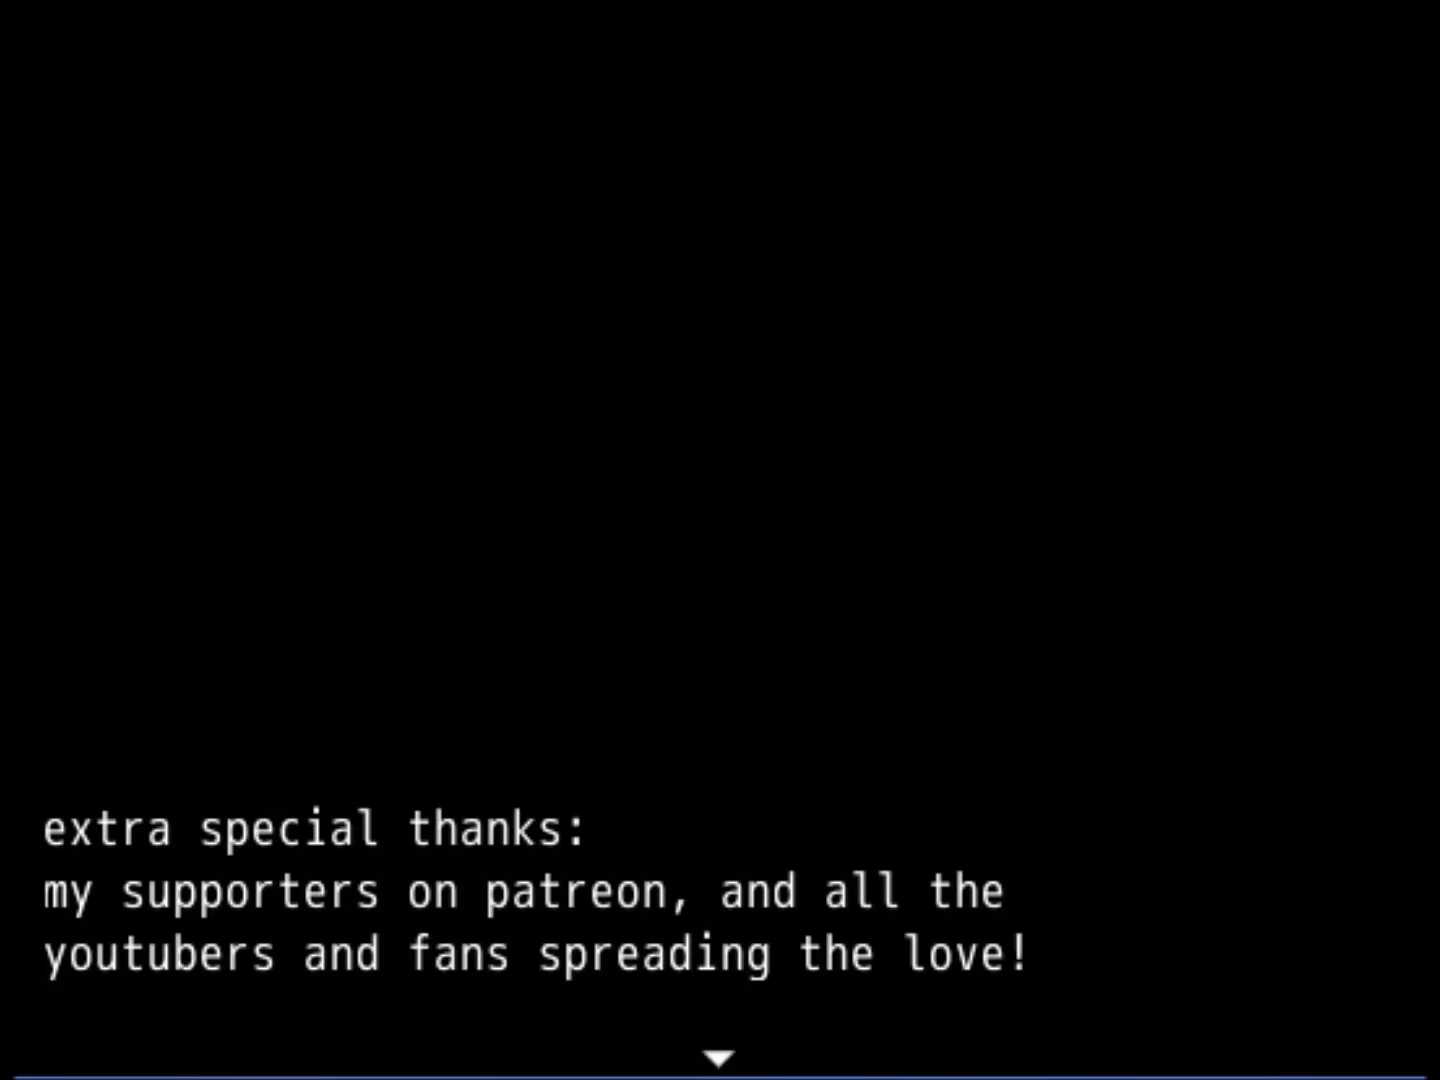 extra special thanks:
my supporters on patreon, and all the
youtubers and fans spreading the love!